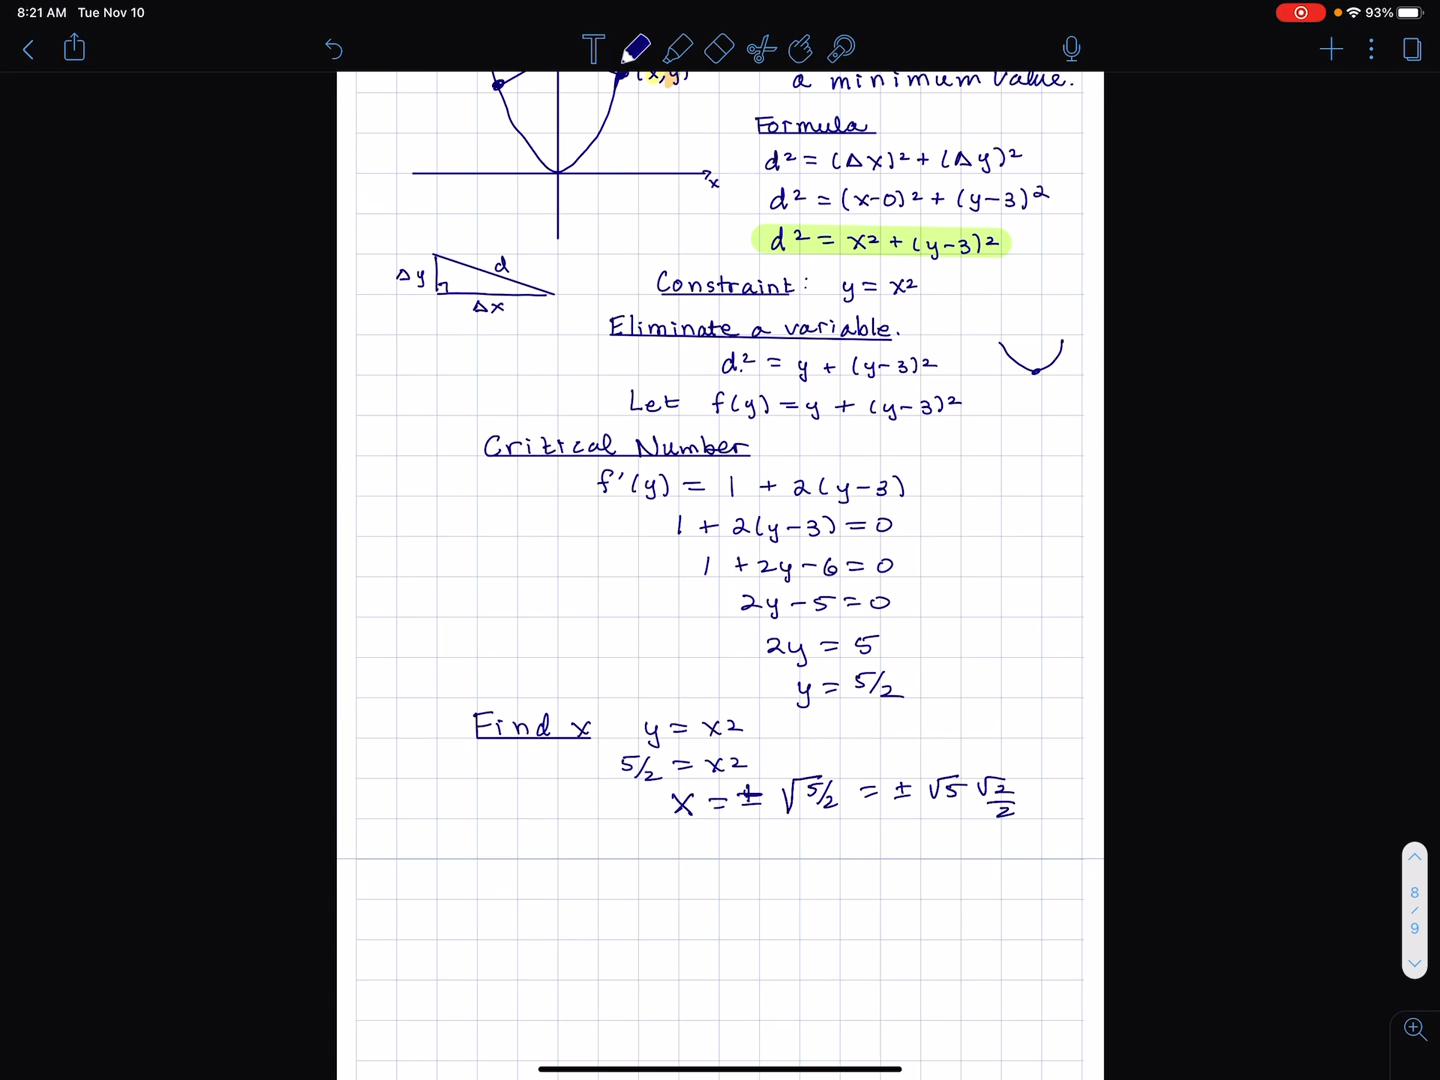 8:21 AM Tue Nov 10
93%
T
(x,y)
a minimum value.
Formula
d² = (Δx)² + (Δy)²
x
d² = (x-0)² + (y-3)²
d² = x² + (y-3)²
Δy d
Δx
Constraint: y = x²
Eliminate a variable.
d² = y + (y-3)²
Let f(y) = y + (y-3)²
Critical Number
f'(y) = 1 + 2(y-3)
1 + 2(y-3) = 0
1 + 2y - 6 = 0
2y - 5 = 0
2y = 5
y = 5/2
Find x y = x²
5/2 = x²
x = ± √5/2 = ± √5 √2/2
8
/
9